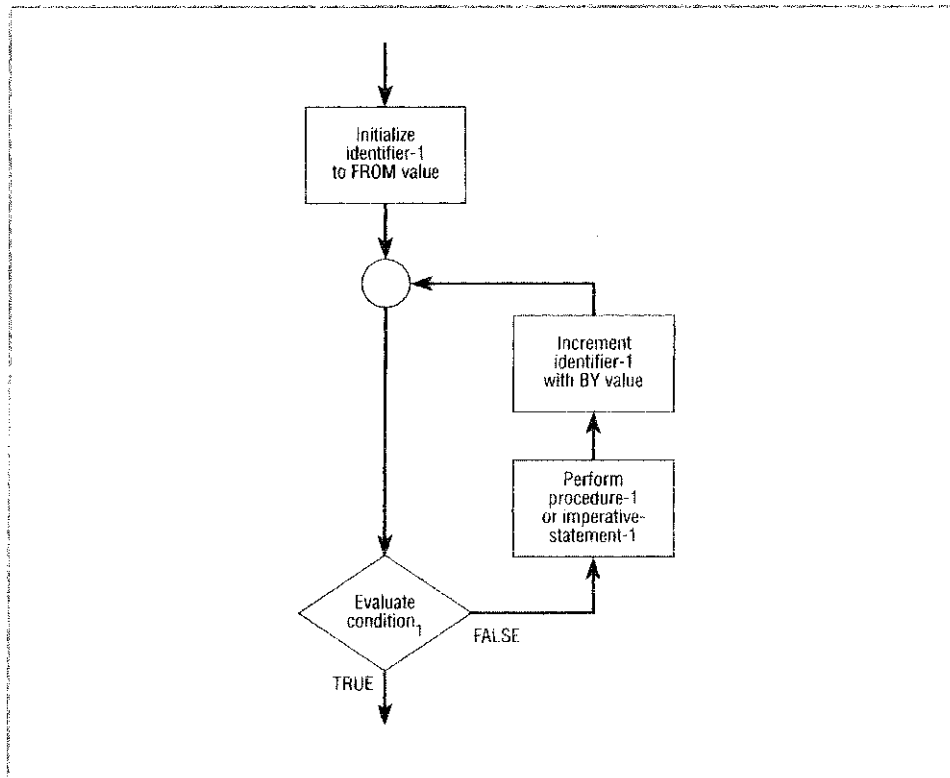 Initialize
identifier-1
to FROM value
Increment
identifier-1
with BY value
Perform
procedure-1
or imperative-
statement-1
Evaluate
condition1
FALSE
TRUE